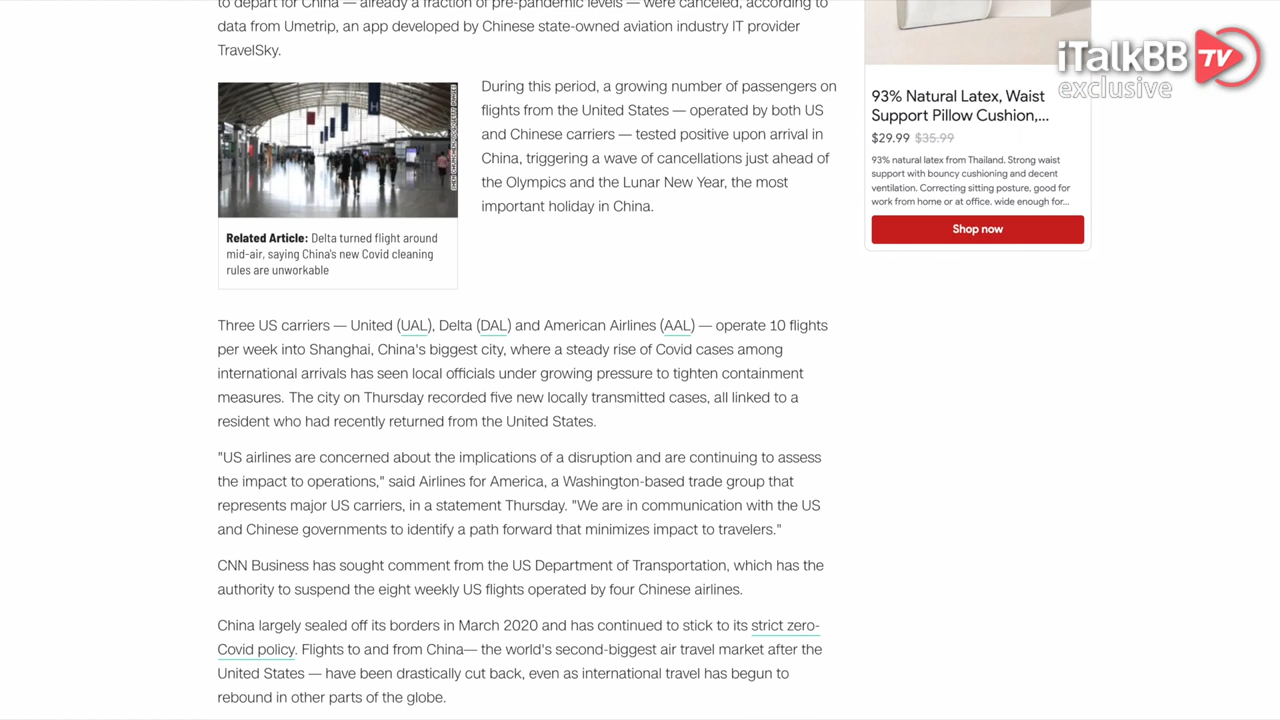 to depart for China — already a fraction of pre-pandemic levels — were canceled, according to
data from Umetrip, an app developed by Chinese state-owned aviation industry IT provider
TravelSky.
During this period, a growing number of passengers on
flights from the United States — operated by both US
and Chinese carriers — tested positive upon arrival in
China, triggering a wave of cancellations just ahead of
the Olympics and the Lunar New Year, the most
important holiday in China.
Related Article: Delta turned flight around
mid-air, saying China's new Covid cleaning
rules are unworkable
Three US carriers — United (UAL), Delta (DAL) and American Airlines (AAL) — operate 10 flights
per week into Shanghai, China's biggest city, where a steady rise of Covid cases among
international arrivals has seen local officials under growing pressure to tighten containment
measures. The city on Thursday recorded five new locally transmitted cases, all linked to a
resident who had recently returned from the United States.
"US airlines are concerned about the implications of a disruption and are continuing to assess
the impact to operations," said Airlines for America, a Washington-based trade group that
represents major US carriers, in a statement Thursday. "We are in communication with the US
and Chinese governments to identify a path forward that minimizes impact to travelers."
CNN Business has sought comment from the US Department of Transportation, which has the
authority to suspend the eight weekly US flights operated by four Chinese airlines.
China largely sealed off its borders in March 2020 and has continued to stick to its strict zero-
Covid policy. Flights to and from China— the world's second-biggest air travel market after the
United States — have been drastically cut back, even as international travel has begun to
rebound in other parts of the globe.
iTalkBB TV
exclusive
93% Natural Latex, Waist
Support Pillow Cushion,...
$29.99 $35.99
93% natural latex from Thailand. Strong waist
support with bouncy cushioning and decent
ventilation. Correcting sitting posture, good for
work from home or at office. wide enough for...
Shop now